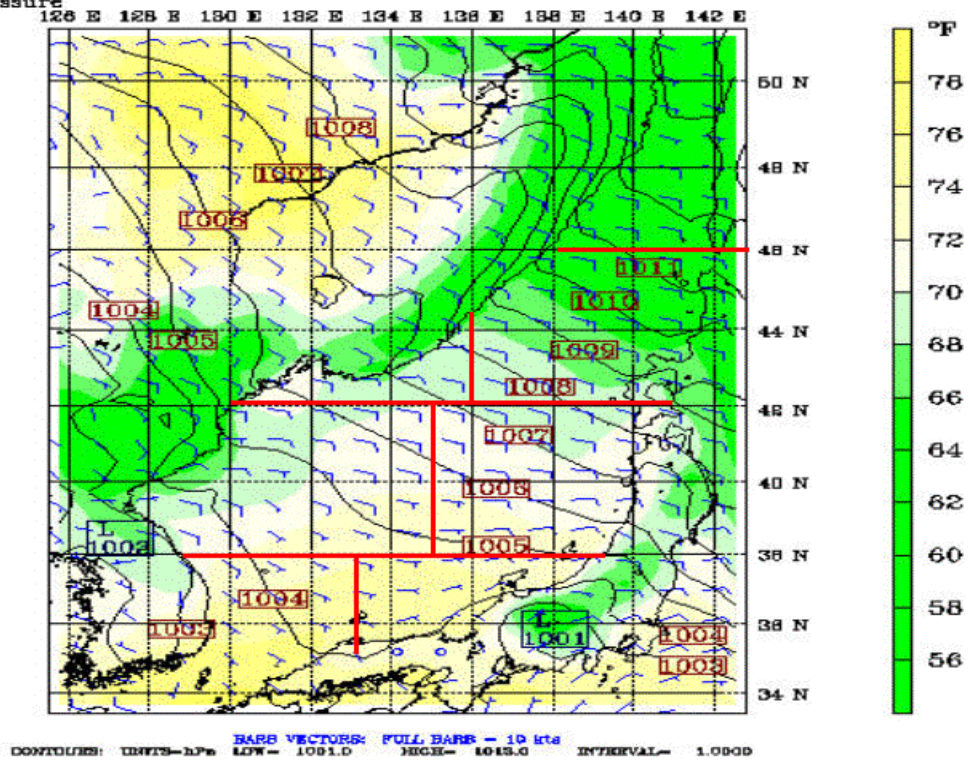 essure
126 E 128 E 130 E 132 E 134 E 136 E 138 E 140 E 142 E
°F
50 N
78
1008
76
1007
48 N
74
1006
72
46 N
1011
1010
70
1004
44 N
1005
1009
68
1008
66
42 N
1007
64
40 N
1006
62
L
1002
1005
38 N
60
1004
58
L
1001
36 N
1003
1004
56
1003
34 N
BARB VECTORS: FULL BARB = 10 kts
CONTOURS: UNITS=hPa LOW= 1001.0 HIGH= 1013.0 INTERVAL= 1.0000